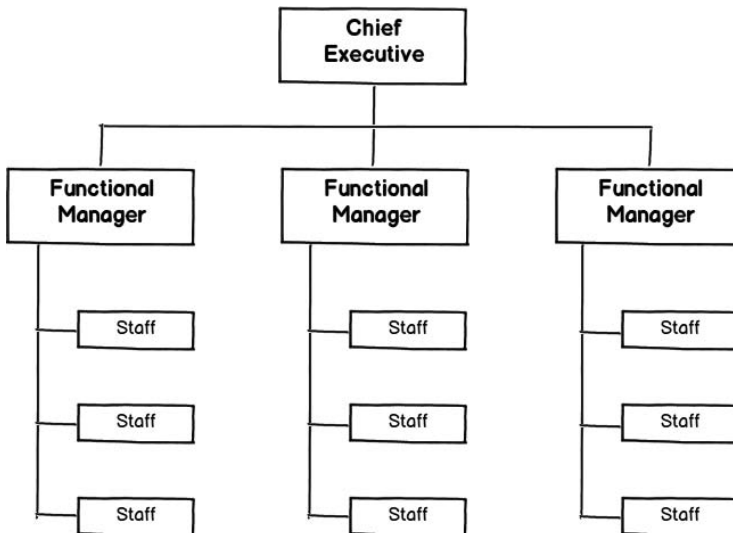 Chief
Executive
Functional
Manager
Functional
Manager
Functional
Manager
Staff
Staff
Staff
Staff
Staff
Staff
Staff
Staff
Staff